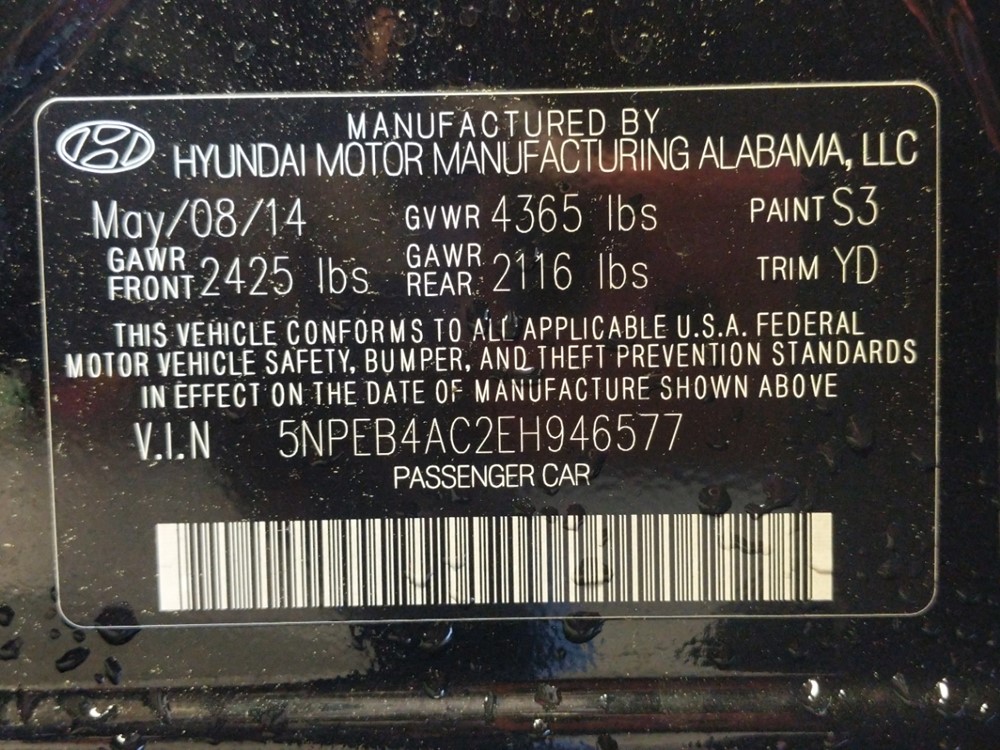 MANUFACTURED BY
HYUNDAI MOTOR MANUFACTURING ALABAMA, LLC
May/08/14 GVWR 4365 lbs PAINT S3
GAWR FRONT 2425 lbs GAWR REAR 2116 lbs TRIM YD
THIS VEHICLE CONFORMS TO ALL APPLICABLE U.S.A. FEDERAL
MOTOR VEHICLE SAFETY, BUMPER, AND THEFT PREVENTION STANDARDS
IN EFFECT ON THE DATE OF MANUFACTURE SHOWN ABOVE
V.I.N 5NPEB4AC2EH946577
PASSENGER CAR